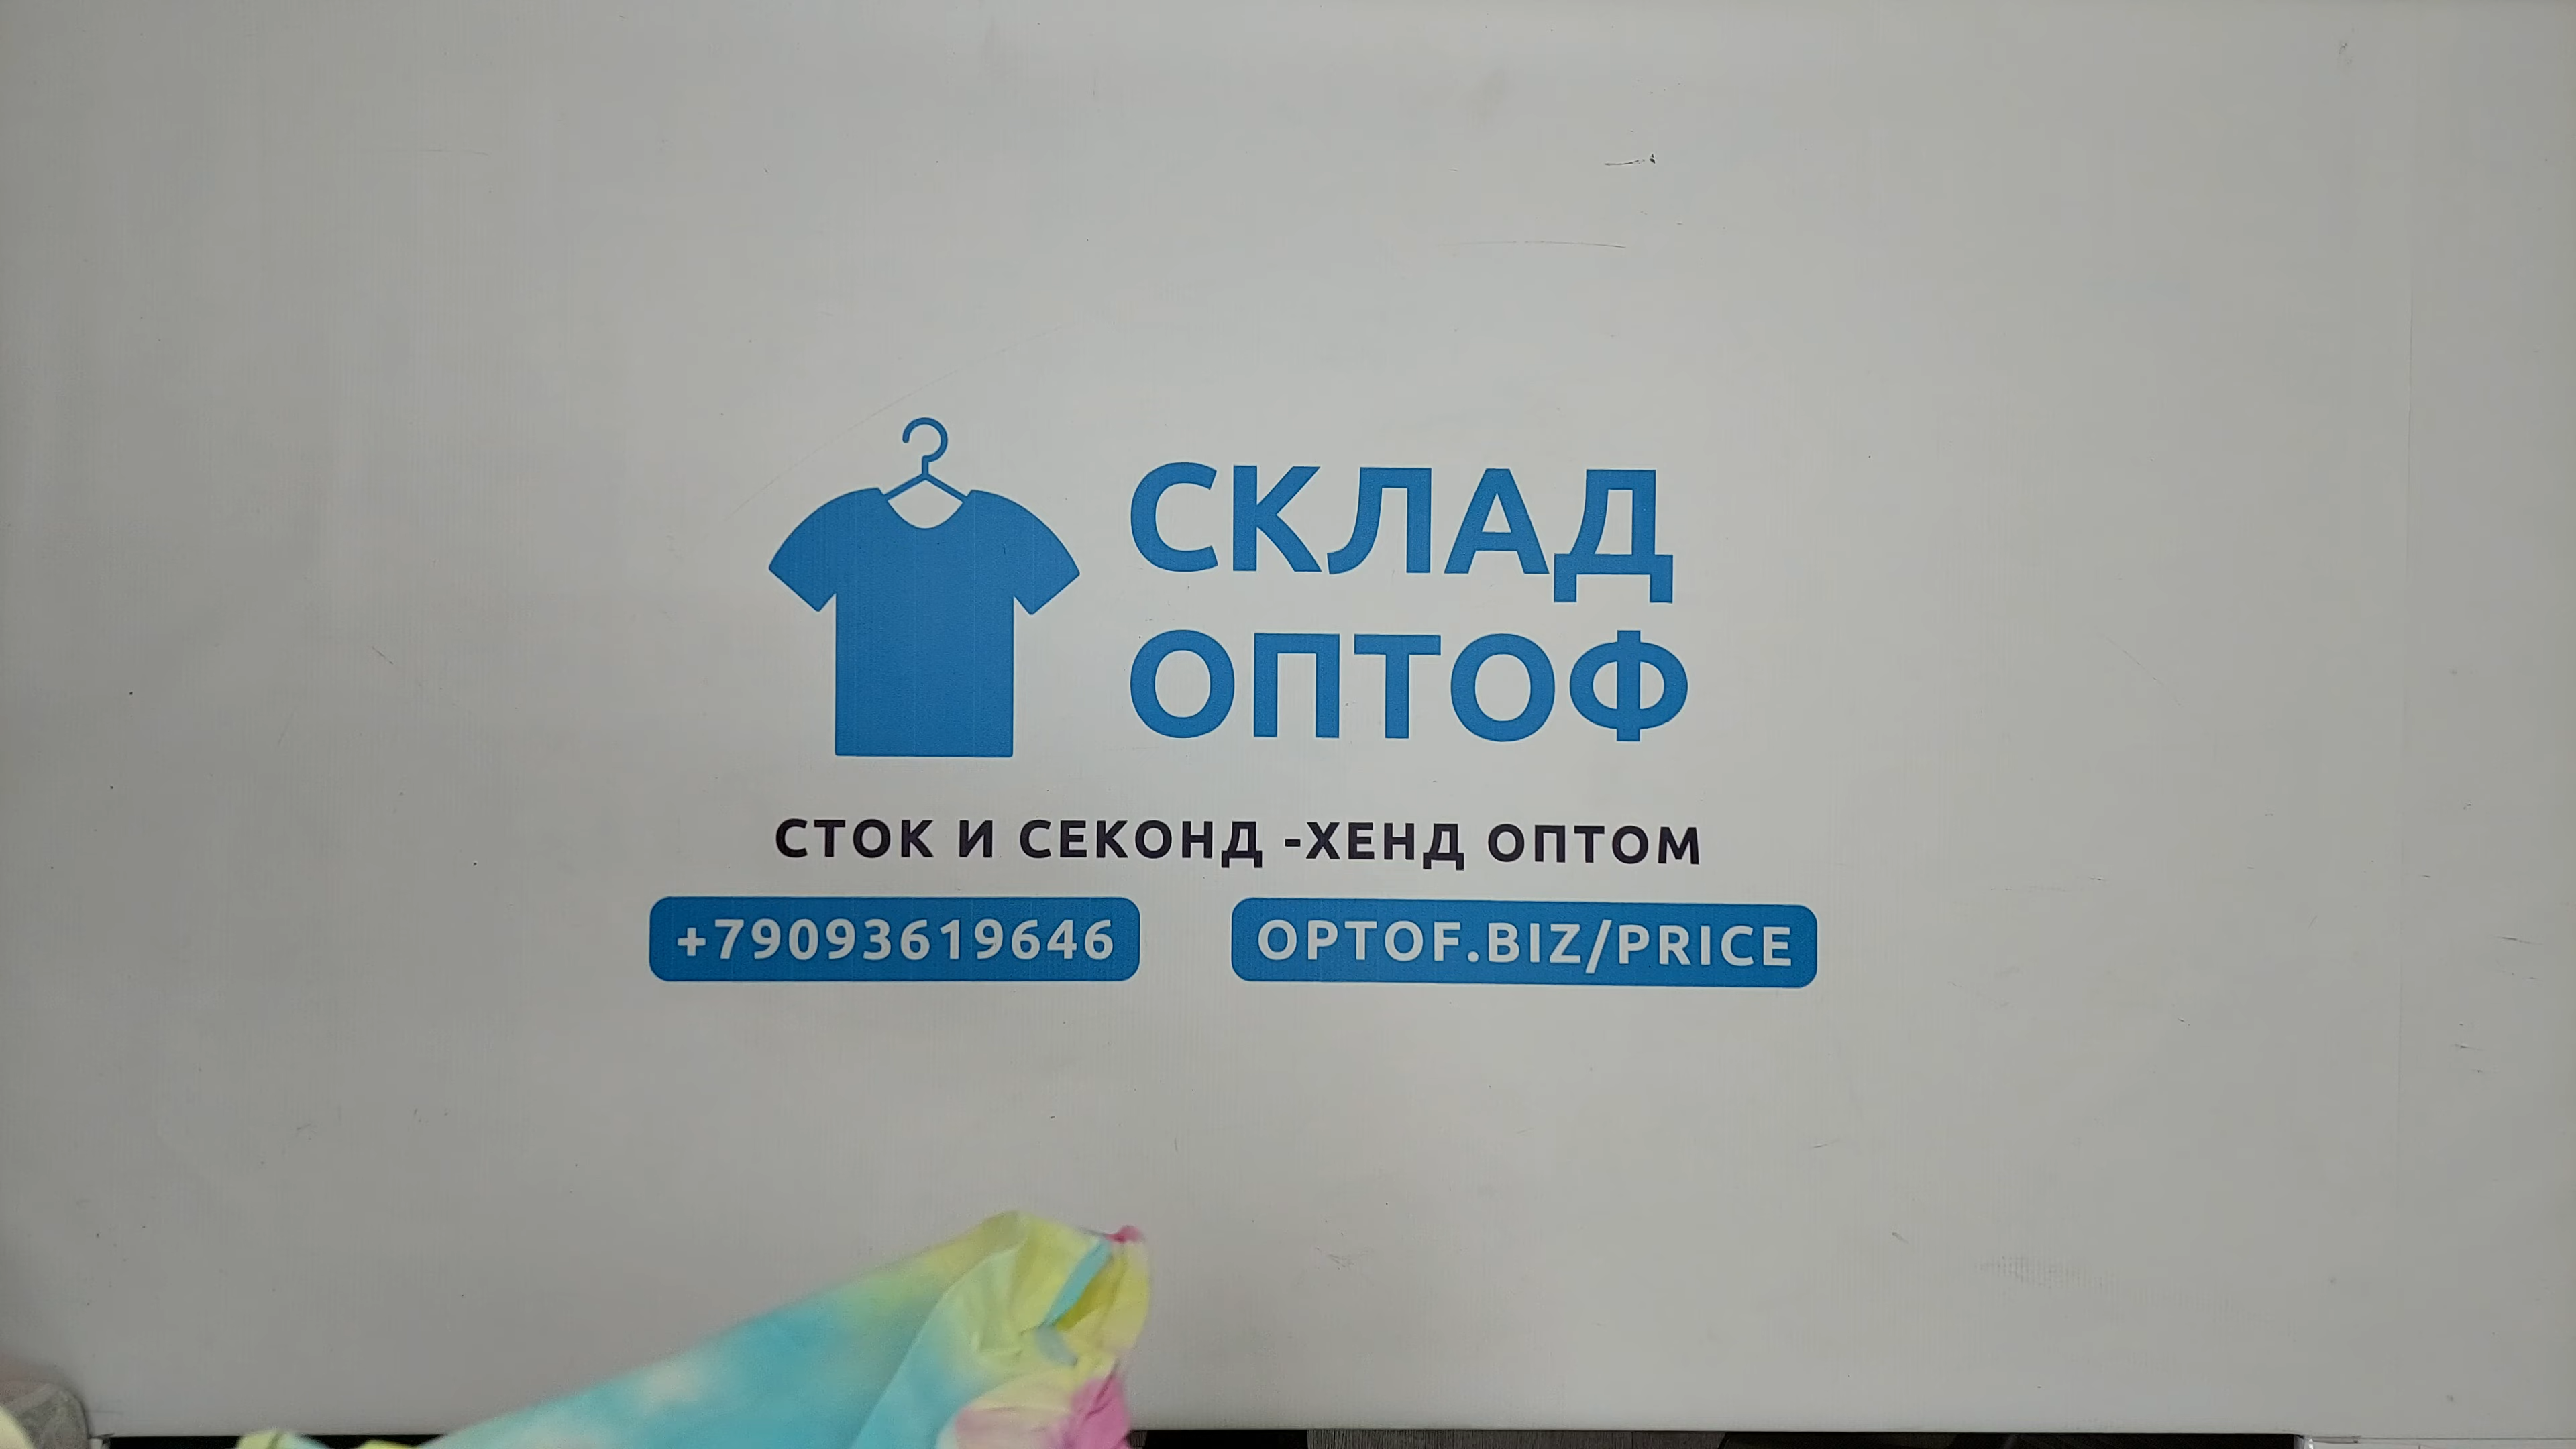 СКЛАД
ОПТОФ
СТОК И СЕКОНД -ХЕНД ОПТОМ
+79093619646
OPTOF.BIZ/PRICE